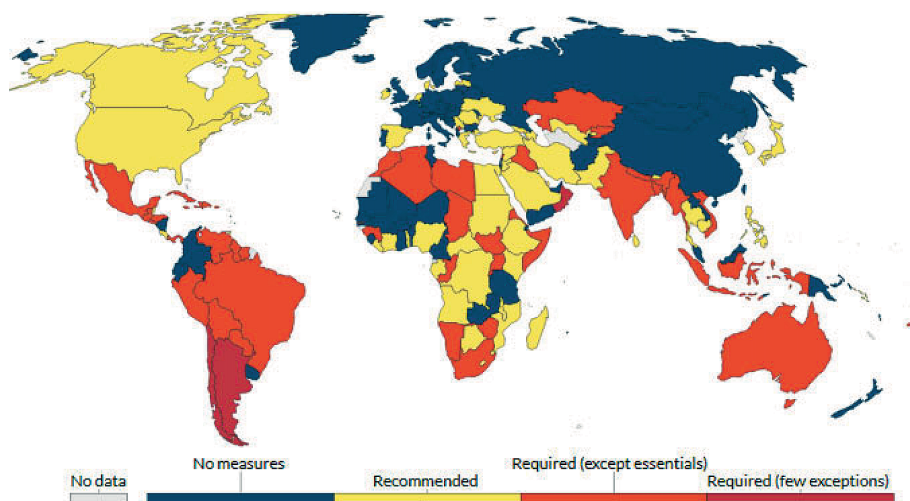 No data
No measures
Recommended
Required (except essentials)
Required (few exceptions)